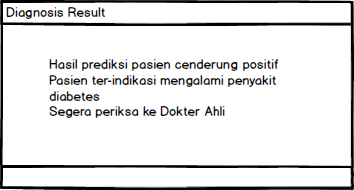 Diagnosis Result
Hasil prediksi pasien cenderung positif
Pasien ter-indikasi mengalami penyakit
diabetes
Segera periksa ke Dokter Ahli